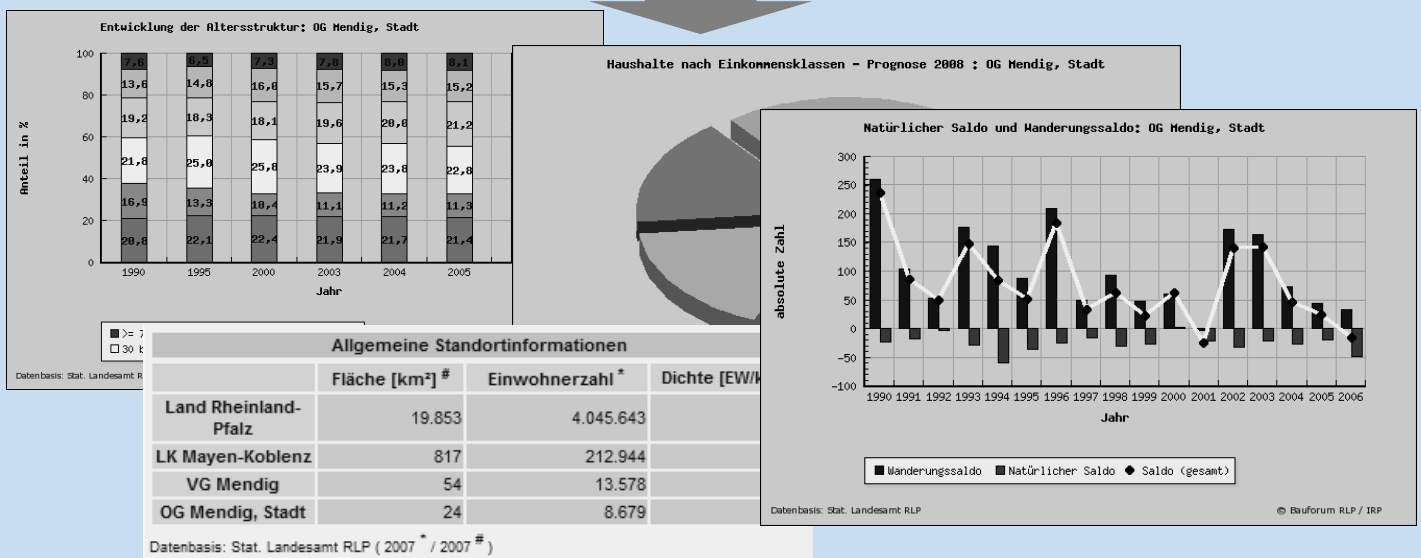 Entwicklung der Altersstruktur: OG Mendig, Stadt
Anteil in %
100
80
60
40
20
0
7,6 6,5 7,3 7,8 8,0 8,1
13,6 14,8 16,0 15,7 15,3 15,2
19,2 18,3 18,1 19,6 20,0 21,2
21,8 25,0 25,8 23,9 23,8 22,8
16,9 13,3 10,4 11,1 11,2 11,3
20,8 22,1 22,4 21,9 21,7 21,4
1990 1995 2000 2003 2004 2005
Jahr
>= 7
30 b
Datenbasis: Stat. Landesamt R
Haushalte nach Einkommensklassen - Prognose 2008 : OG Mendig, Stadt
Natürlicher Saldo und Wanderungssaldo: OG Mendig, Stadt
absolute Zahl
300
250
200
150
100
50
0
-50
-100
1990 1991 1992 1993 1994 1995 1996 1997 1998 1999 2000 2001 2002 2003 2004 2005 2006
Jahr
Wanderungssaldo Natürlicher Saldo Saldo (gesamt)
Datenbasis: Stat. Landesamt RLP © Bauforum RLP / IRP
Allgemeine Standortinformationen
Fläche [km²] # Einwohnerzahl * Dichte [EW/k
Land Rheinland-
Pfalz 19.853 4.045.643
LK Mayen-Koblenz 817 212.944
VG Mendig 54 13.578
OG Mendig, Stadt 24 8.679
Datenbasis: Stat. Landesamt RLP ( 2007 * / 2007 # )